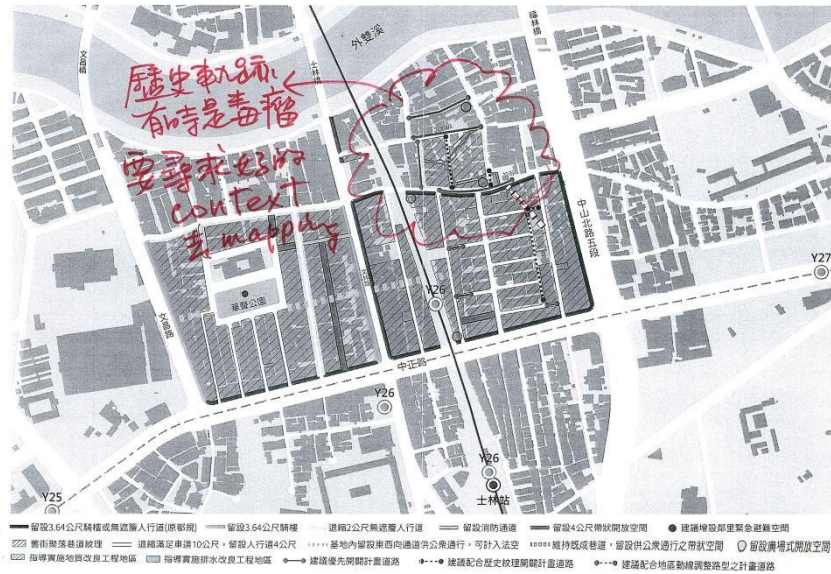 文昌橋
士林橋
外雙溪
福林橋
歷史軌跡
有時是毒瘤
要尋求好的
context
去mapping
中山北路五段
Y27
Y26
華聲公園
文昌路
文林路
中正路
Y26
Y26
士林站
Y25
留設3.64公尺騎樓或無遮簷人行道(原都規) 留設3.64公尺騎樓 退縮2公尺無遮簷人行道 留設消防通道 留設4公尺帶狀開放空間 建議增設鄰里緊急避難空間
舊街聚落巷道紋理 退縮滿足車道10公尺，留設人行道4公尺 基地內留設東西向通道供公眾通行，可計入法空 維持既成巷道，留設供公眾通行之帶狀空間 留設廣場式開放空間
指導實施地質改良工程地區 指導實施排水改良工程地區 建議優先開闢計畫道路 建議配合歷史紋理開闢計畫道路 建議配合地區動線調整路型之計畫道路